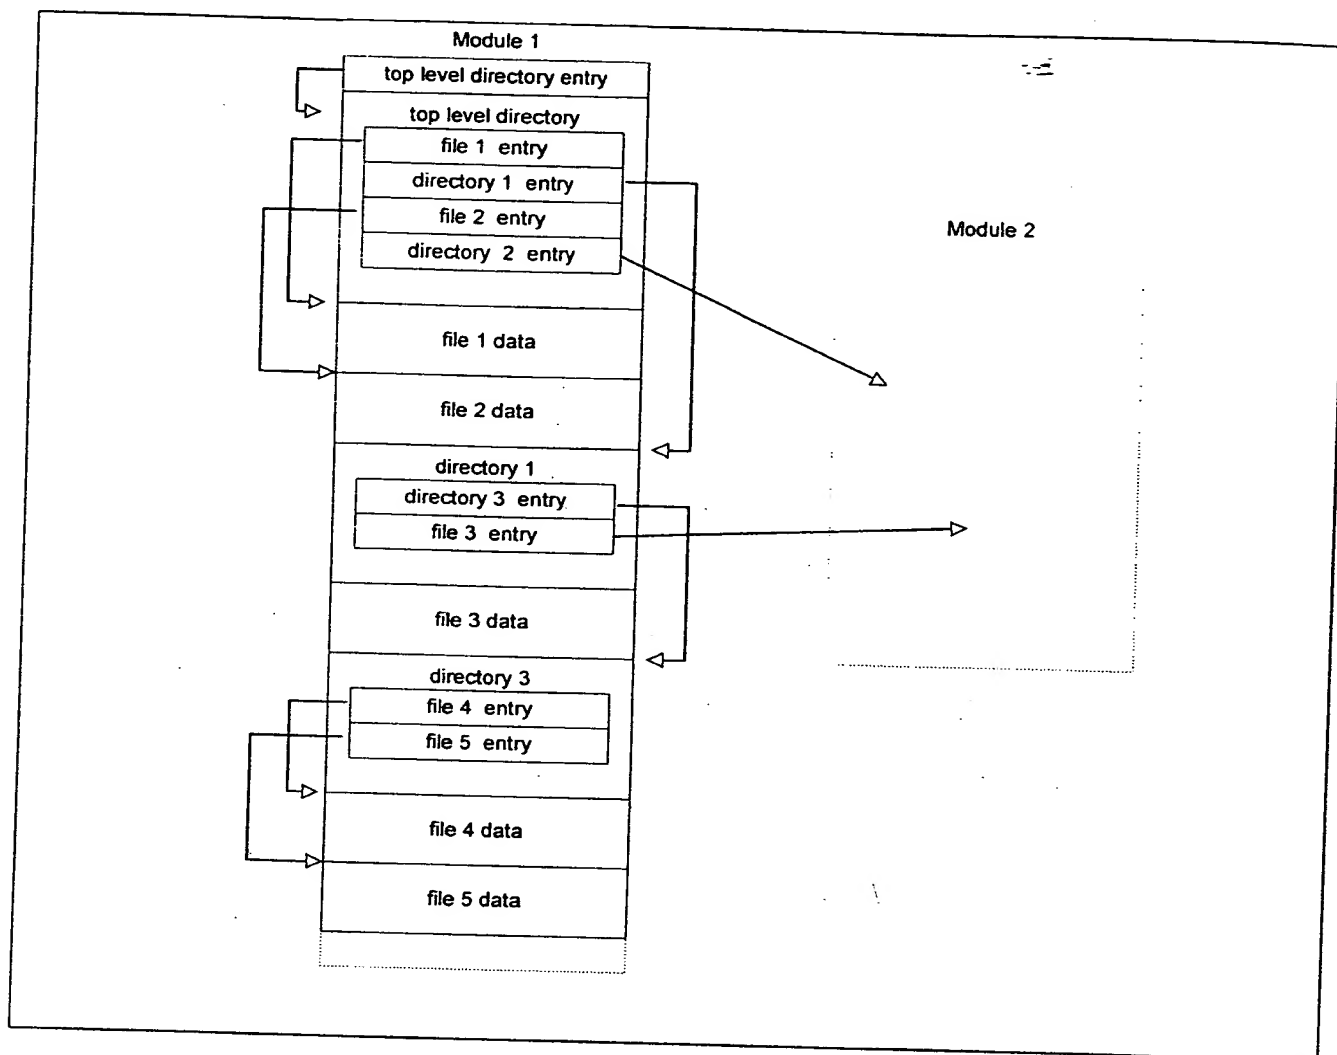 Module 1
top level directory entry
top level directory
file 1 entry
directory 1 entry
file 2 entry
directory 2 entry
file 1 data
file 2 data
directory 1
directory 3 entry
file 3 entry
file 3 data
directory 3
file 4 entry
file 5 entry
file 4 data
file 5 data
Module 2